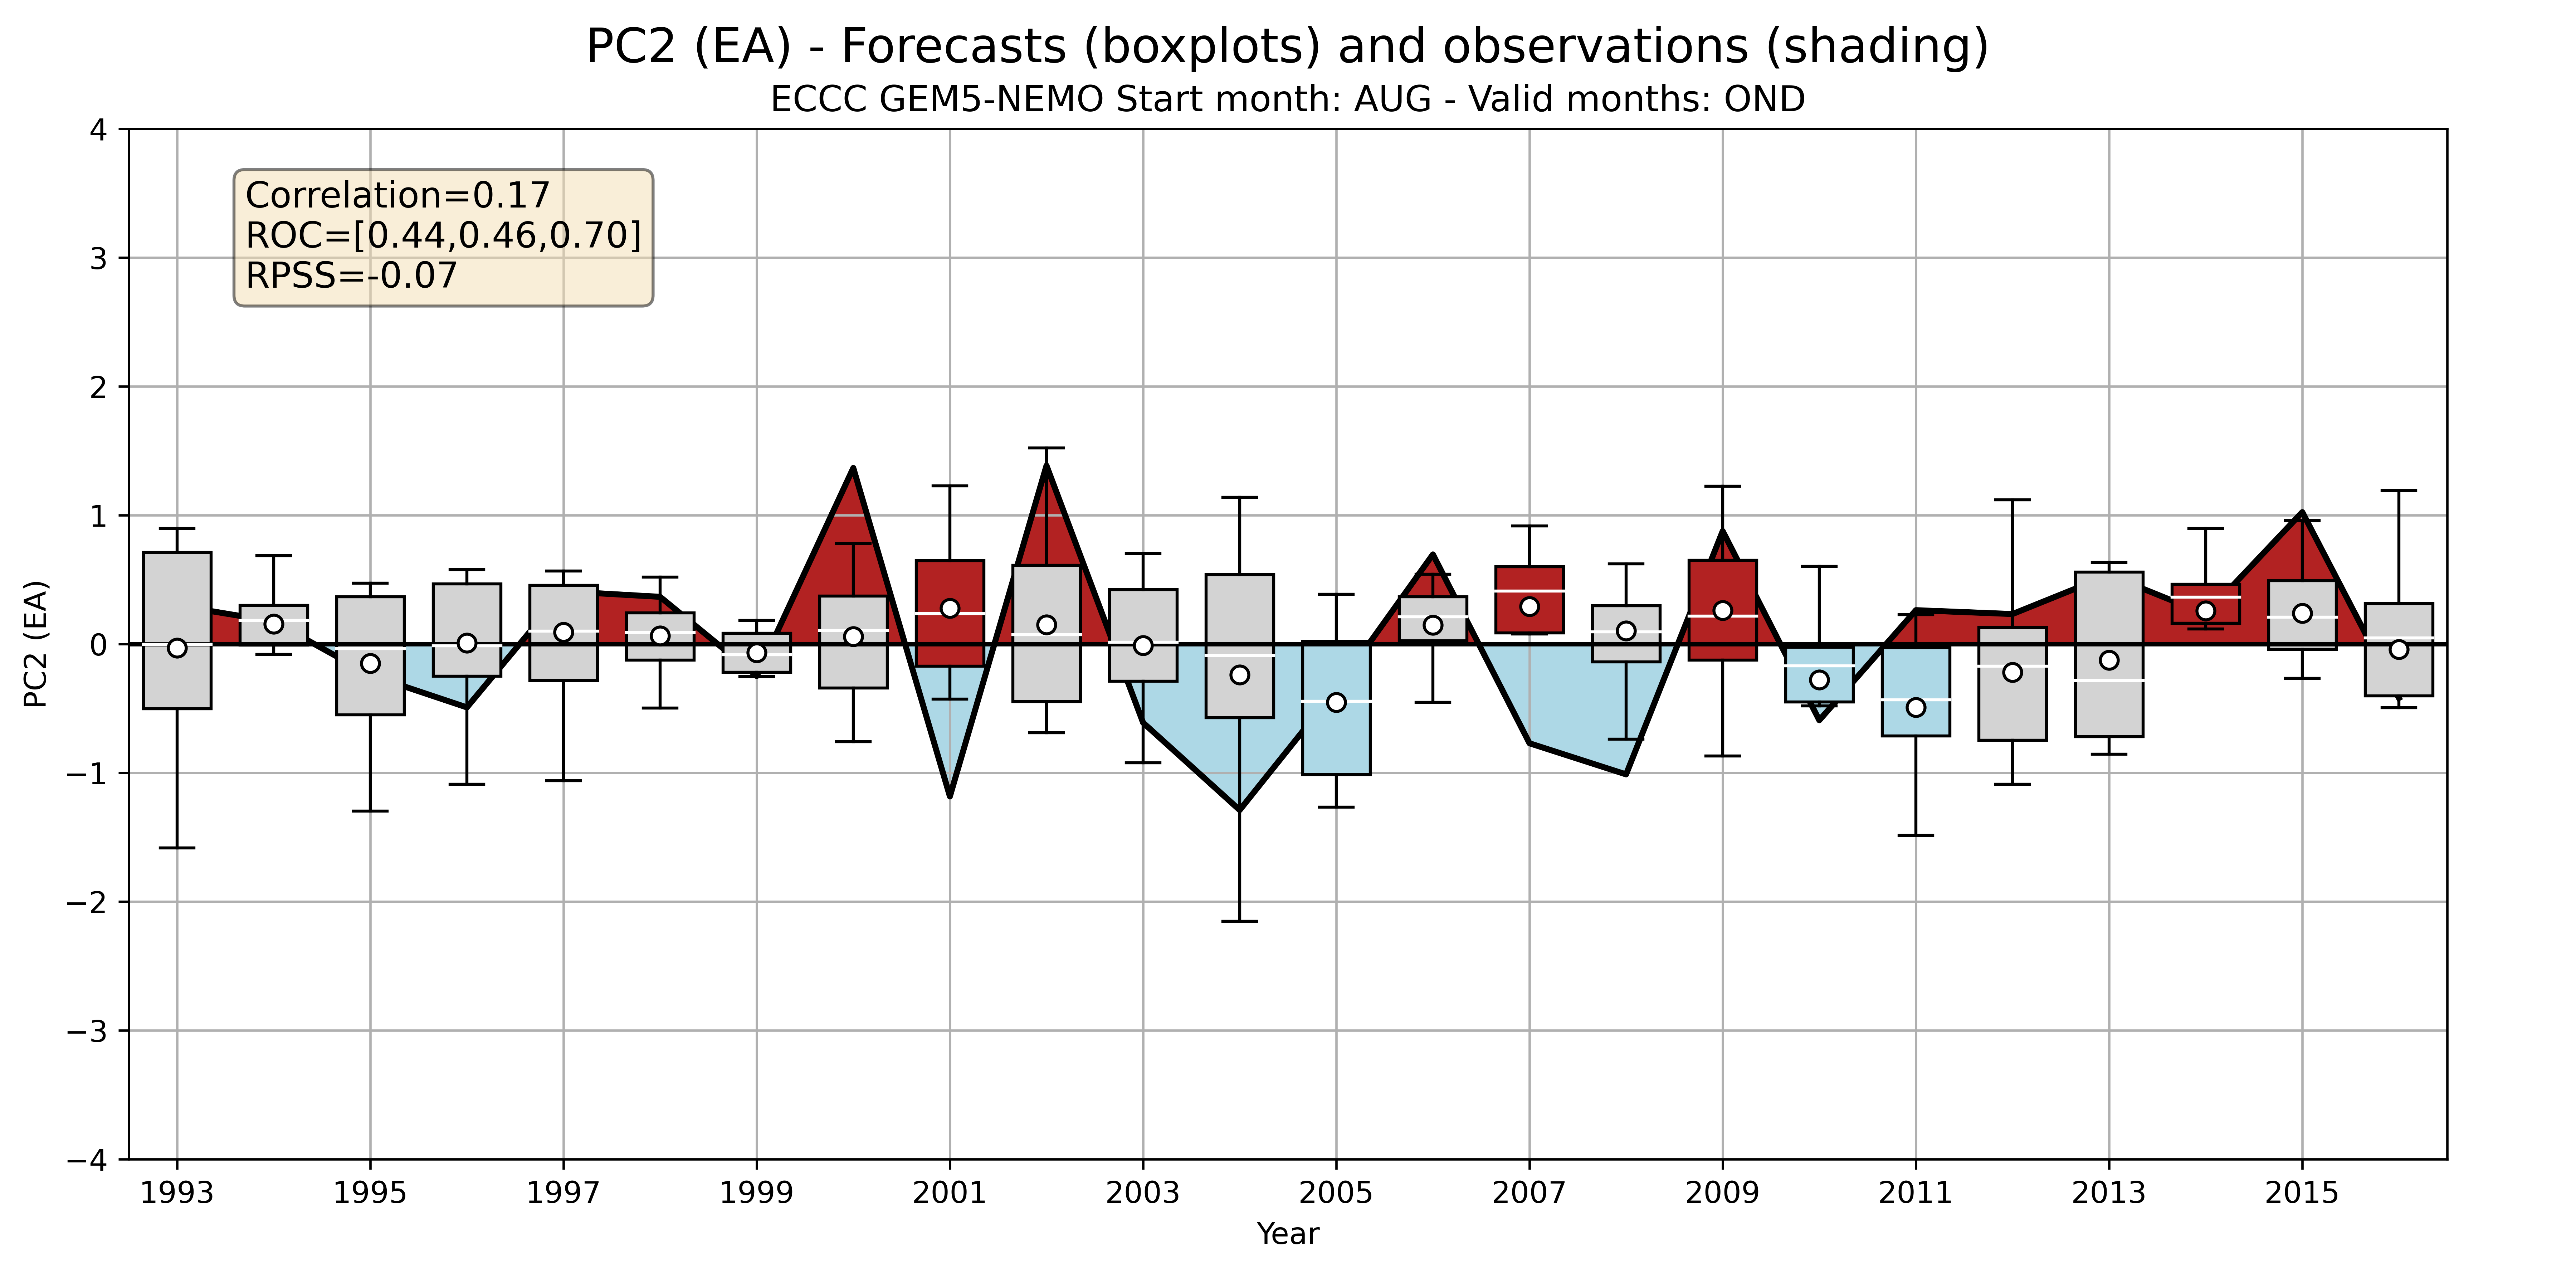 PC2 (EA) - Forecasts (boxplots) and observations (shading)
ECCC GEM5-NEMO Start month: AUG - Valid months: OND
Correlation=0.17
ROC=[0.44,0.46,0.70]
RPSS=-0.07
PC2 (EA)
4
3
2
1
0
−1
−2
−3
−4
1993 1995 1997 1999 2001 2003 2005 2007 2009 2011 2013 2015
Year